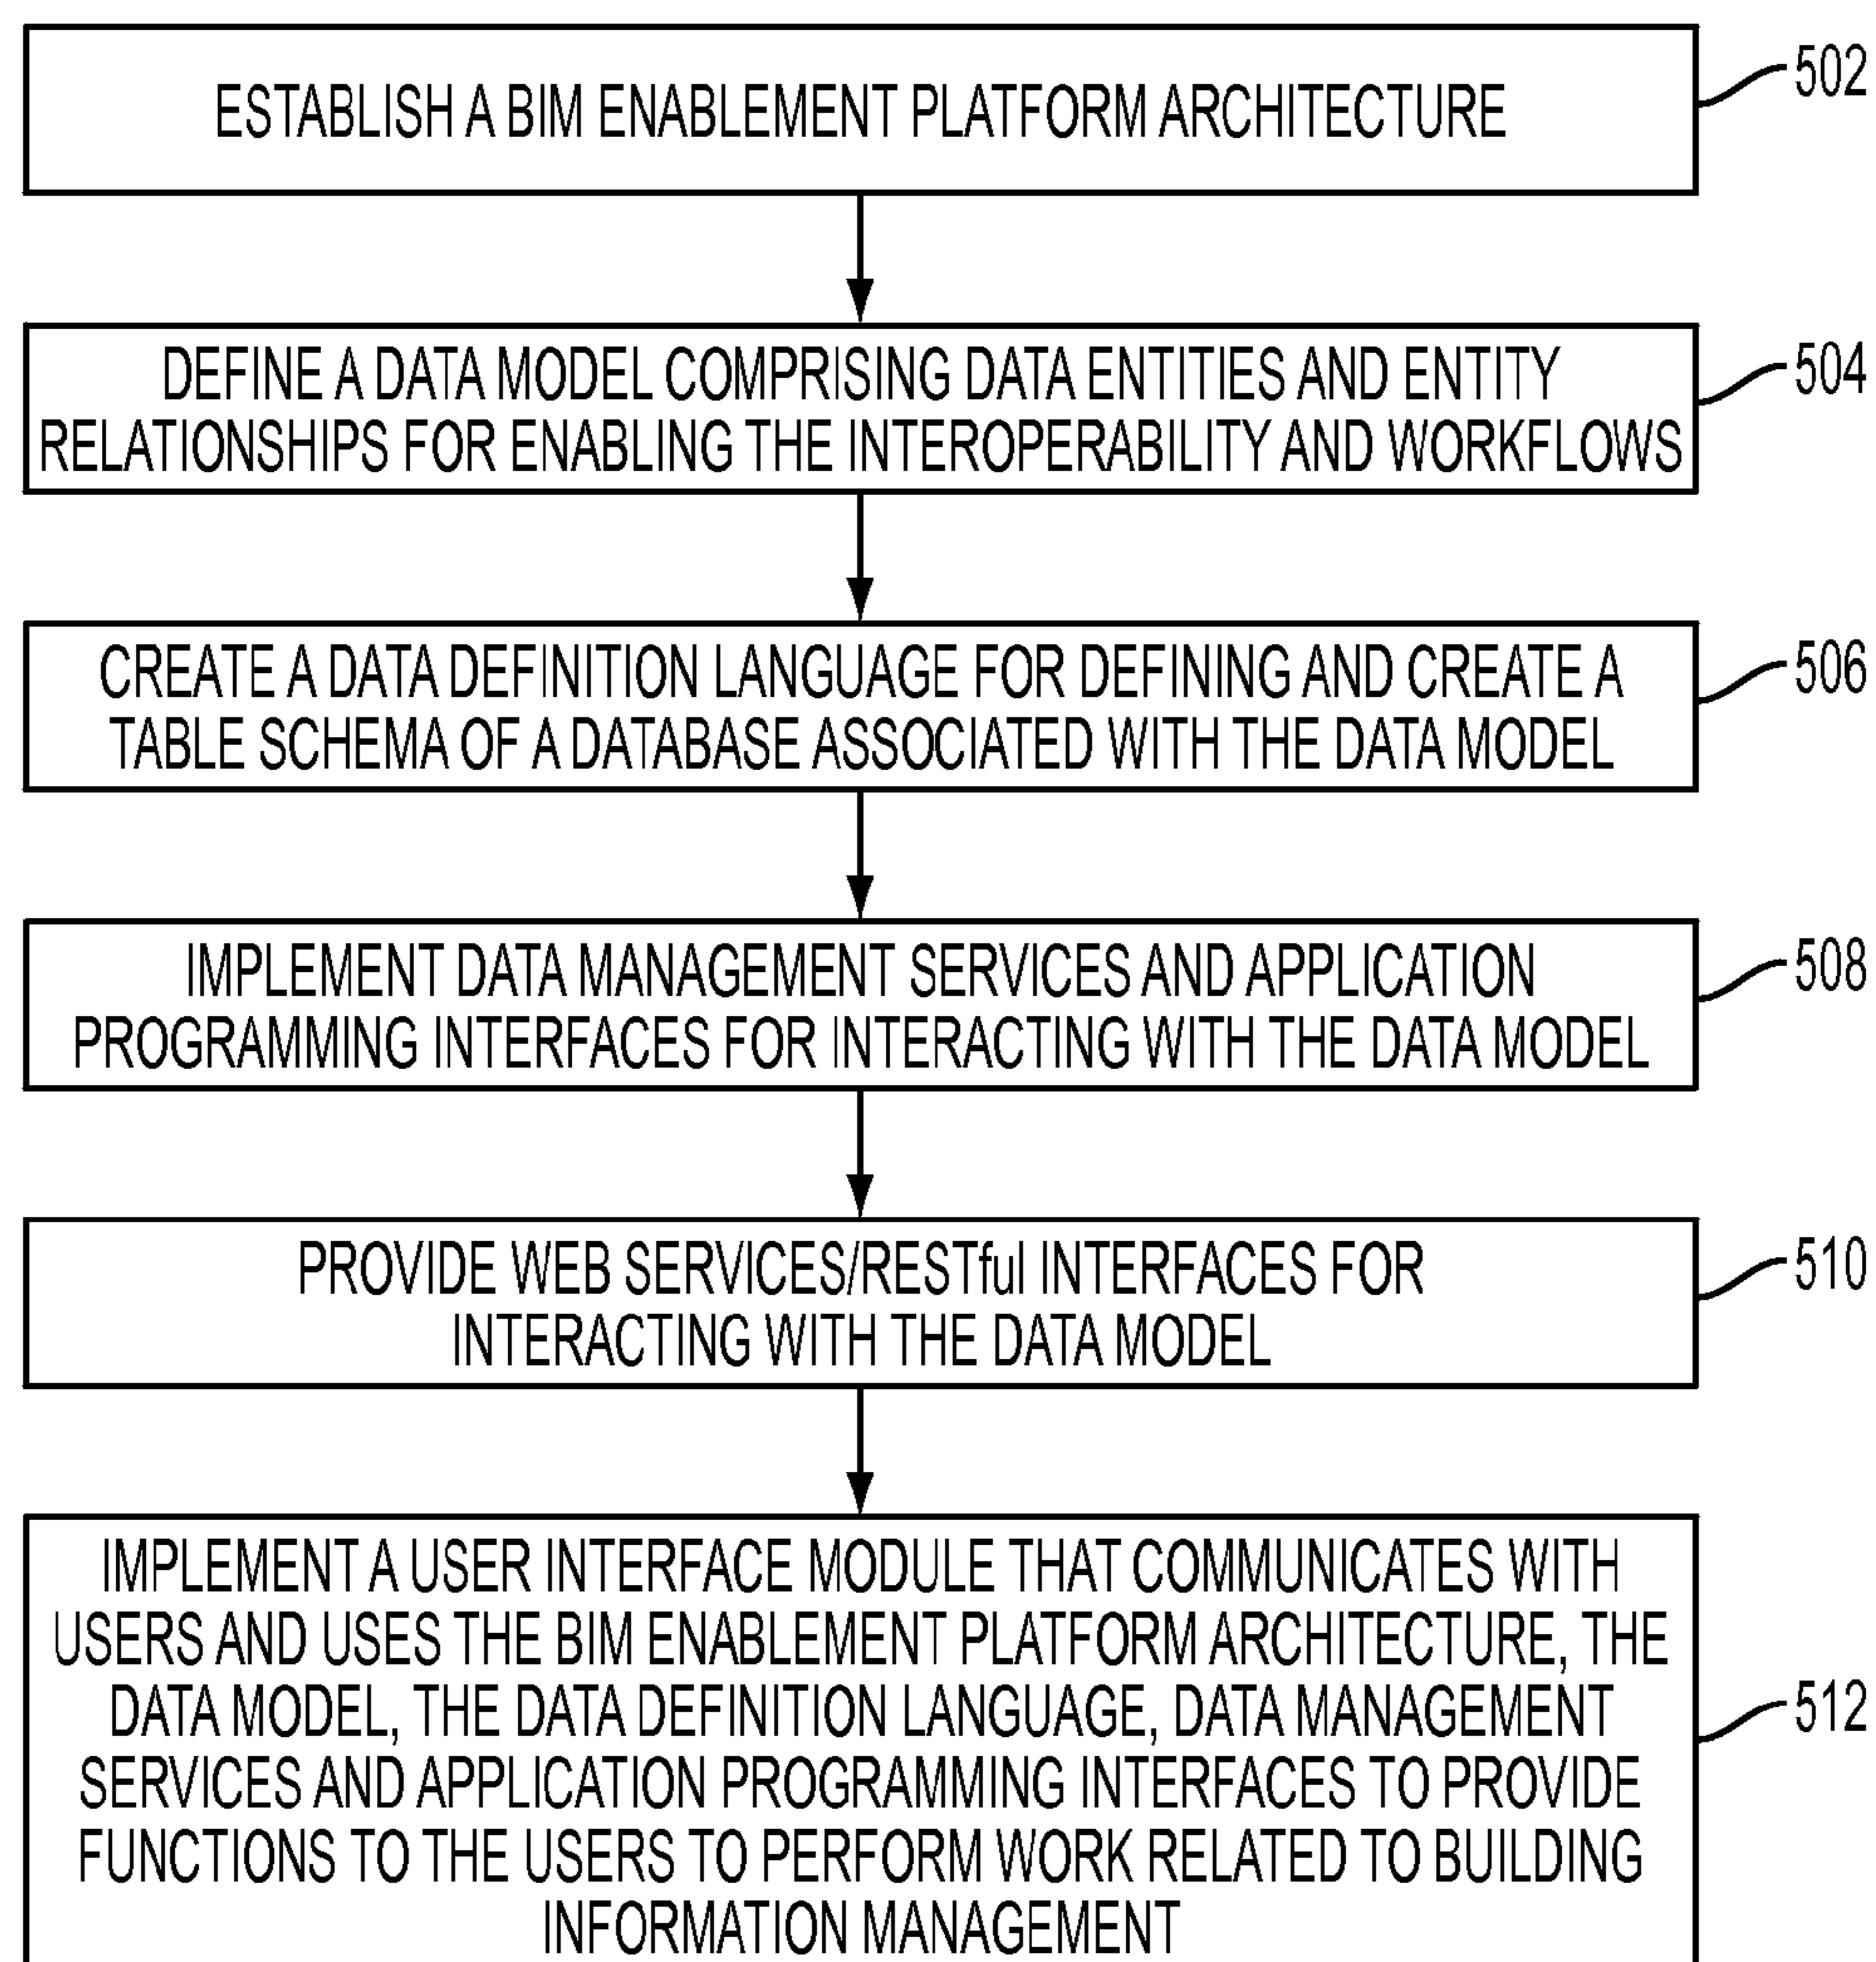 ESTABLISH A BIM ENABLEMENT PLATFORM ARCHITECTURE
502
DEFINE A DATA MODEL COMPRISING DATA ENTITIES AND ENTITY
RELATIONSHIPS FOR ENABLING THE INTEROPERABILITY AND WORKFLOWS
504
CREATE A DATA DEFINITION LANGUAGE FOR DEFINING AND CREATE A
TABLE SCHEMA OF A DATABASE ASSOCIATED WITH THE DATA MODEL
506
IMPLEMENT DATA MANAGEMENT SERVICES AND APPLICATION
PROGRAMMING INTERFACES FOR INTERACTING WITH THE DATA MODEL
508
PROVIDE WEB SERVICES/RESTful INTERFACES FOR
INTERACTING WITH THE DATA MODEL
510
IMPLEMENT A USER INTERFACE MODULE THAT COMMUNICATES WITH
USERS AND USES THE BIM ENABLEMENT PLATFORM ARCHITECTURE, THE
DATA MODEL, THE DATA DEFINITION LANGUAGE, DATA MANAGEMENT
SERVICES AND APPLICATION PROGRAMMING INTERFACES TO PROVIDE
FUNCTIONS TO THE USERS TO PERFORM WORK RELATED TO BUILDING
INFORMATION MANAGEMENT
512